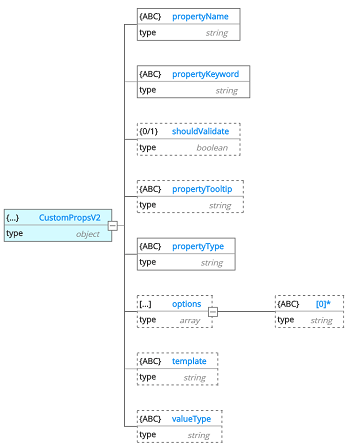 {ABC} propertyName
type string
{ABC} propertyKeyword
type string
{0/1} shouldValidate
type boolean
{ABC} propertyTooltip
type string
{...} CustomPropsV2
type object
{ABC} propertyType
type string
[...] options
type array
{ABC} [0]*
type string
{ABC} template
type string
{ABC} valueType
type string